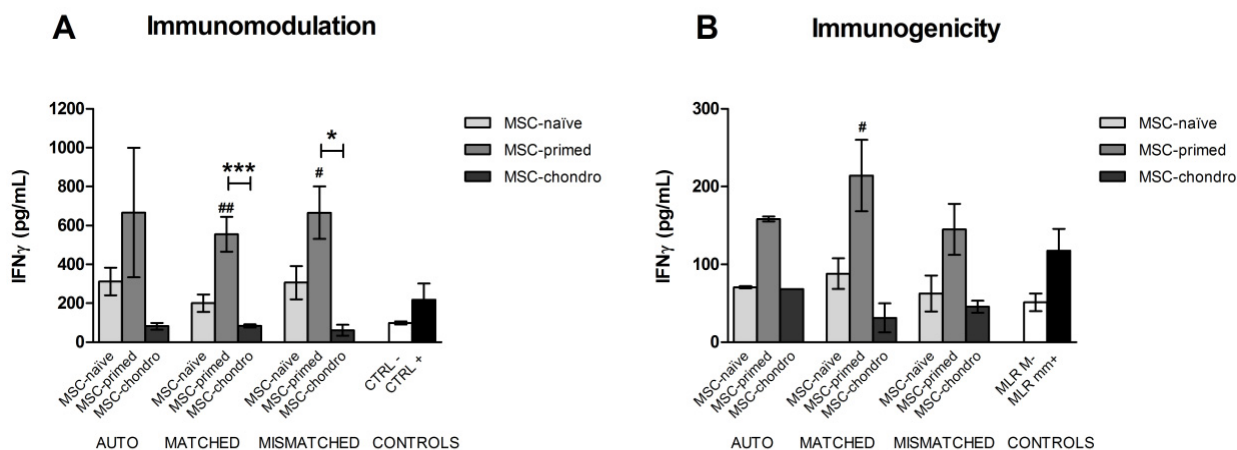 A Immunomodulation
1200
1000
800
600
400
200
0
IFNγ (pg/mL)
##
***
#
*
MSC-naïve
MSC-primed
MSC-chondro
MSC-naïve
MSC-primed
MSC-chondro
MSC-naïve
MSC-primed
MSC-chondro
MSC-naïve
MSC-primed
MSC-chondro
CTRL -
CTRL +
AUTO MATCHED MISMATCHED CONTROLS
B Immunogenicity
300
200
100
0
IFNγ (pg/mL)
#
MSC-naïve
MSC-primed
MSC-chondro
MSC-naïve
MSC-primed
MSC-chondro
MSC-naïve
MSC-primed
MSC-chondro
MSC-naïve
MSC-primed
MSC-chondro
MLR M-
MLR mm+
AUTO MATCHED MISMATCHED CONTROLS